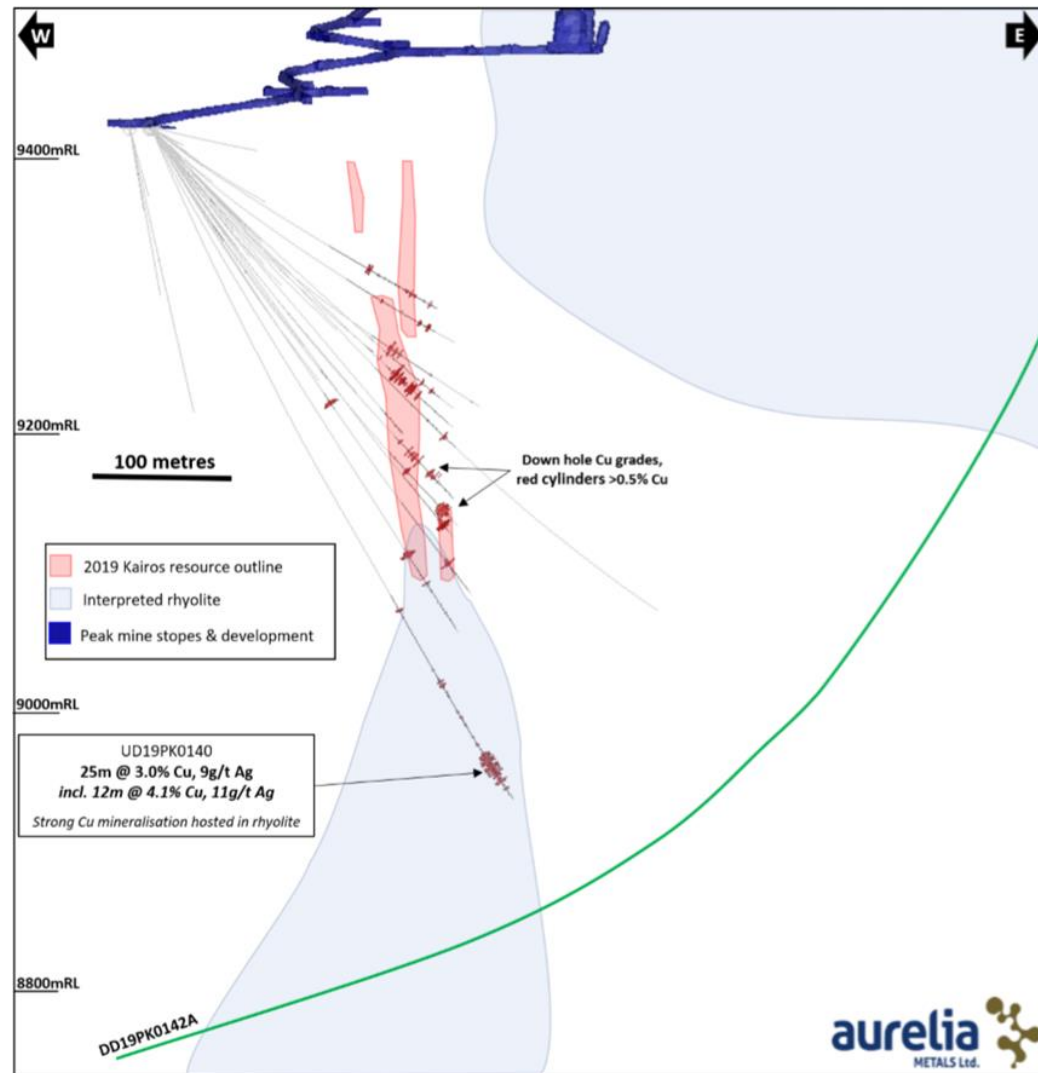 W
E
9400mRL
9200mRL
100 metres
Down hole Cu grades,
red cylinders >0.5% Cu
2019 Kairos resource outline
Interpreted rhyolite
Peak mine stopes & development
9000mRL
UD19PK0140
25m @ 3.0% Cu, 9g/t Ag
incl. 12m @ 4.1% Cu, 11g/t Ag
Strong Cu mineralisation hosted in rhyolite
8800mRL
DD19PK0142A
aurelia
METALS Ltd.